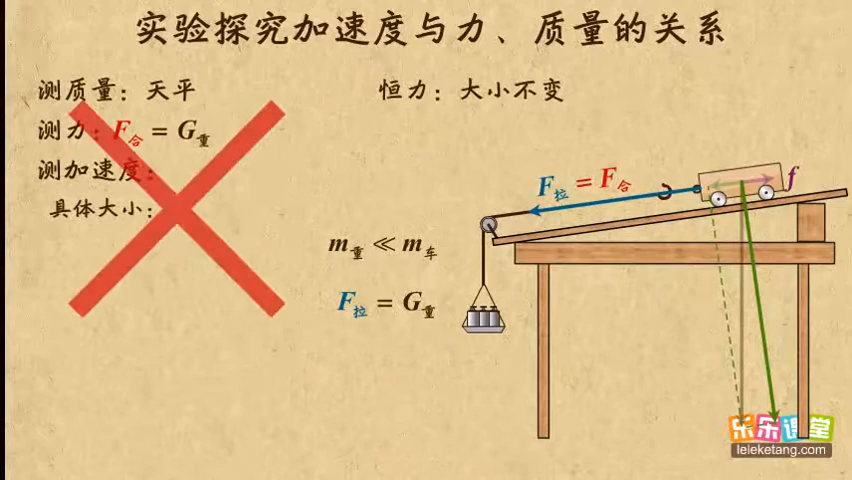 实验探究加速度与力、质量的关系
测质量：天平
恒力：大小不变
测力：F合 = G重
测加速度：
具体大小：
F拉 = F合
f
m重 ≪ m车
F拉 = G重
乐乐课堂
leleketang.com